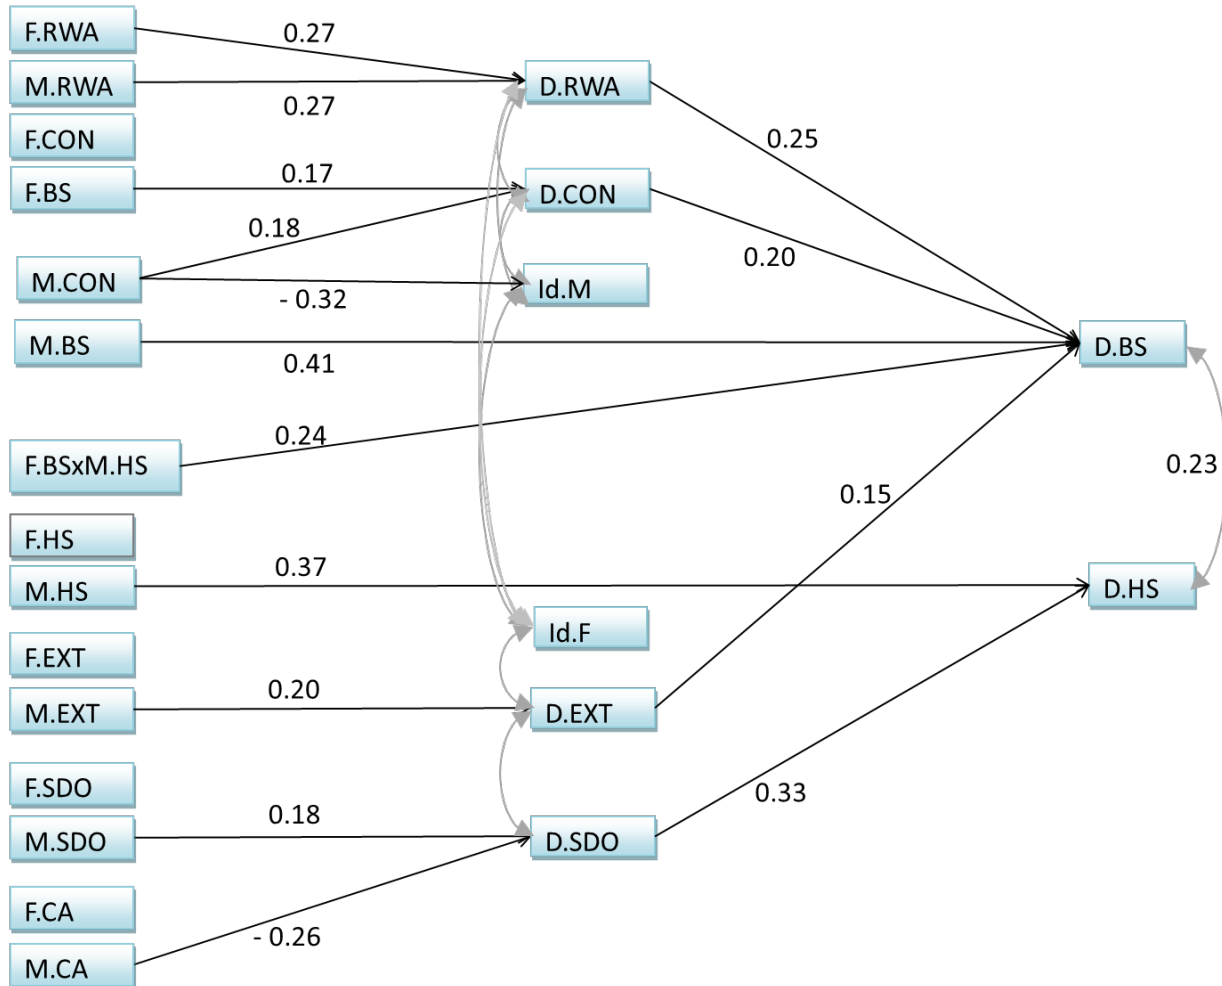 F.RWA
0.27
M.RWA
0.27
D.RWA
F.CON
0.25
F.BS
0.17
D.CON
0.18
0.20
M.CON
- 0.32
Id.M
M.BS
0.41
D.BS
F.BSxM.HS
0.24
0.23
0.15
F.HS
M.HS
0.37
D.HS
Id.F
F.EXT
M.EXT
0.20
D.EXT
F.SDO
0.33
M.SDO
0.18
D.SDO
F.CA
- 0.26
M.CA